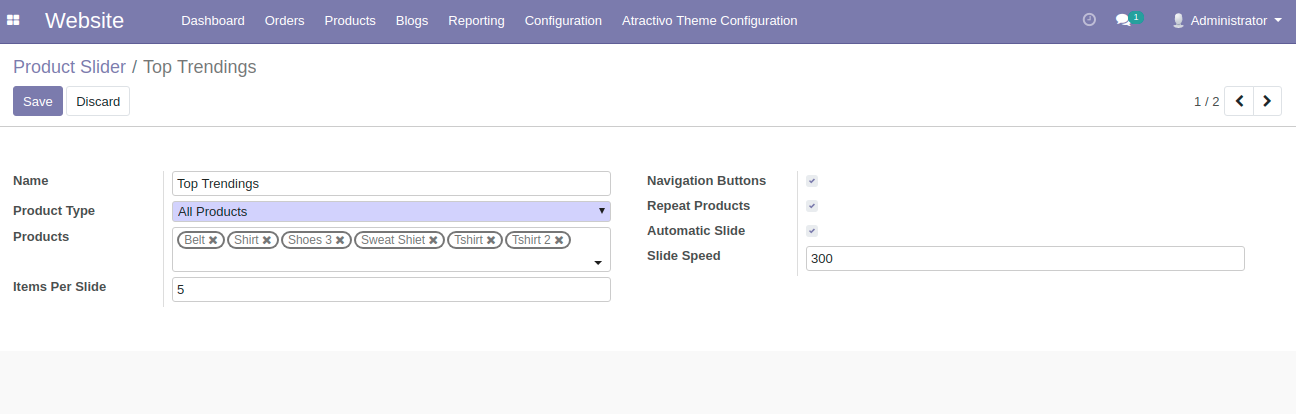 Website Dashboard Orders Products Blogs Reporting Configuration Atractivo Theme Configuration 1 Administrator
Product Slider / Top Trendings
Save Discard 1 / 2
Name Top Trendings
Product Type All Products
Products Belt Shirt Shoes 3 Sweat Shiet Tshirt Tshirt 2
Items Per Slide 5
Navigation Buttons
Repeat Products
Automatic Slide
Slide Speed 300